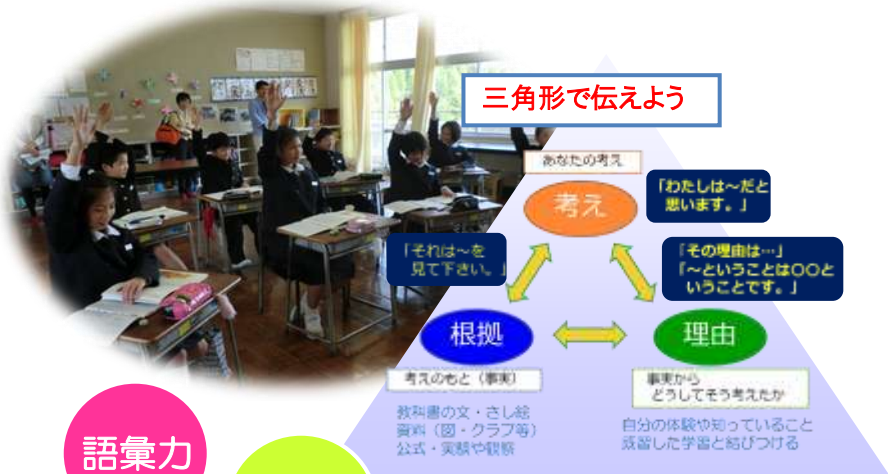 三角形で伝えよう
あなたの考え
考え
「わたしは～だと
思います。」
「それは～を
見て下さい。」
「その理由は…」
「～ということは〇〇と
いうことです。」
根拠
理由
考えのもと（事実）
事実から
どうしてそう考えたか
教科書の文・さし絵
資料（図・グラフ等）
公式・実験や観察
自分の体験や知っていること
既習した学習と結びつける
語彙力